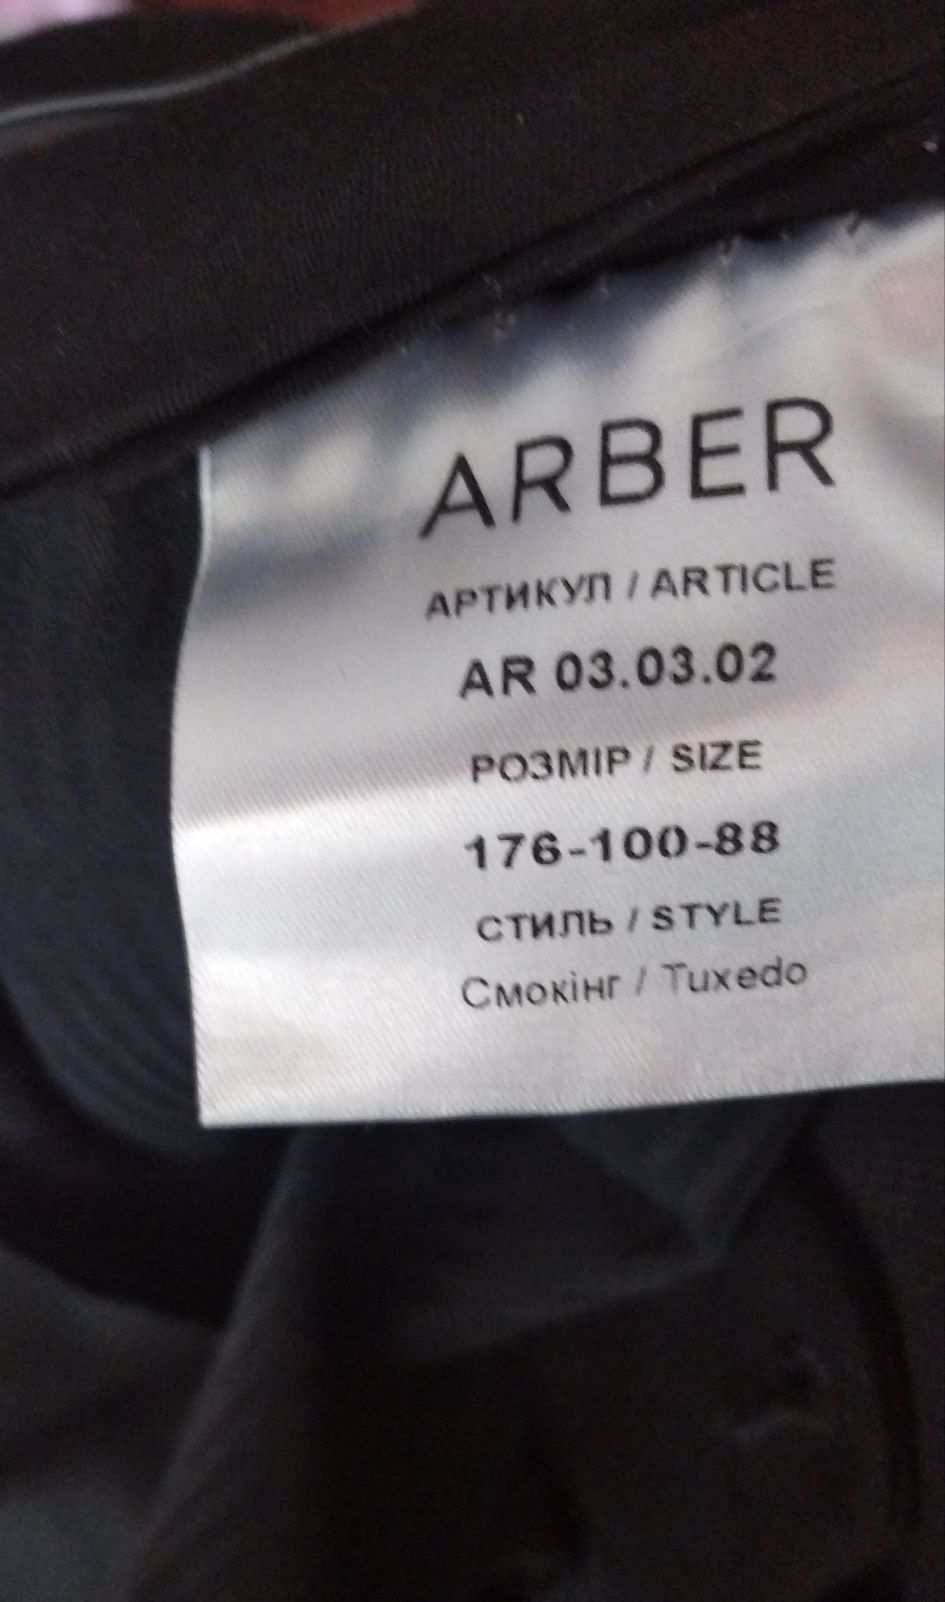 ARBER
АРТИКУЛ / ARTICLE
AR 03.03.02
РОЗМІР / SIZE
176-100-88
СТИЛЬ / STYLE
Смокінг / Tuxedo